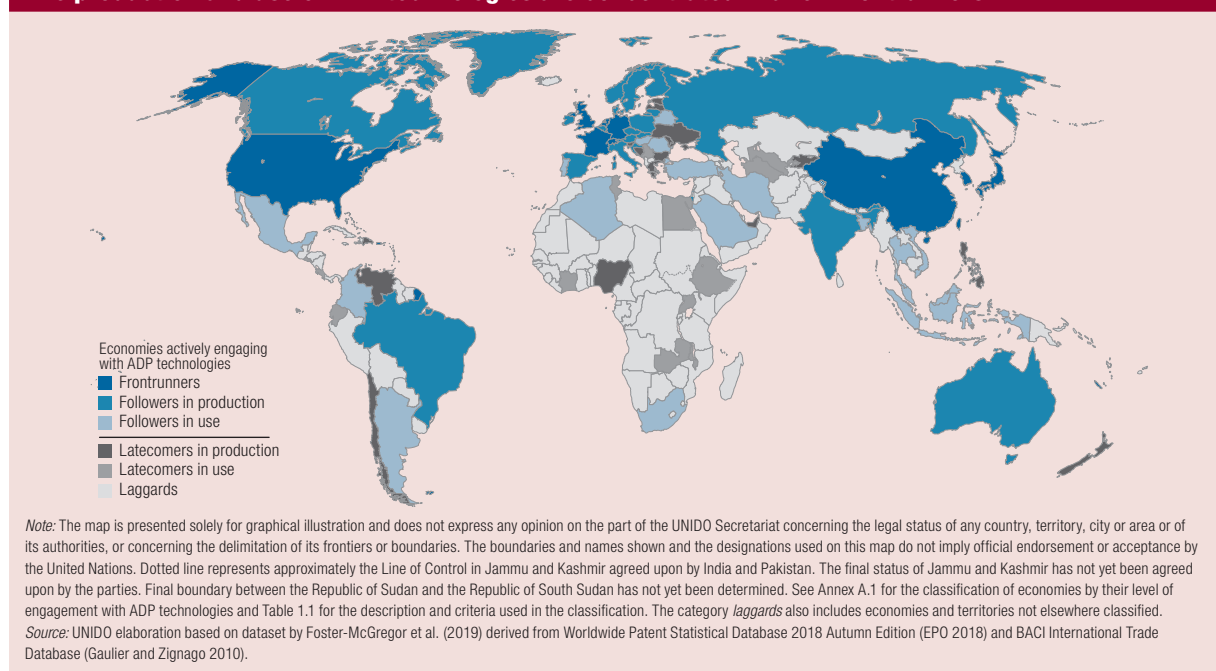 Economies actively engaging
with ADP technologies
Frontrunners
Followers in production
Followers in use
Latecomers in production
Latecomers in use
Laggards
Note: The map is presented solely for graphical illustration and does not express any opinion on the part of the UNIDO Secretariat concerning the legal status of any country, territory, city or area or of
its authorities, or concerning the delimitation of its frontiers or boundaries. The boundaries and names shown and the designations used on this map do not imply official endorsement or acceptance by
the United Nations. Dotted line represents approximately the Line of Control in Jammu and Kashmir agreed upon by India and Pakistan. The final status of Jammu and Kashmir has not yet been agreed
upon by the parties. Final boundary between the Republic of Sudan and the Republic of South Sudan has not yet been determined. See Annex A.1 for the classification of economies by their level of
engagement with ADP technologies and Table 1.1 for the description and criteria used in the classification. The category laggards also includes economies and territories not elsewhere classified.
Source: UNIDO elaboration based on dataset by Foster-McGregor et al. (2019) derived from Worldwide Patent Statistical Database 2018 Autumn Edition (EPO 2018) and BACI International Trade
Database (Gaulier and Zignago 2010).